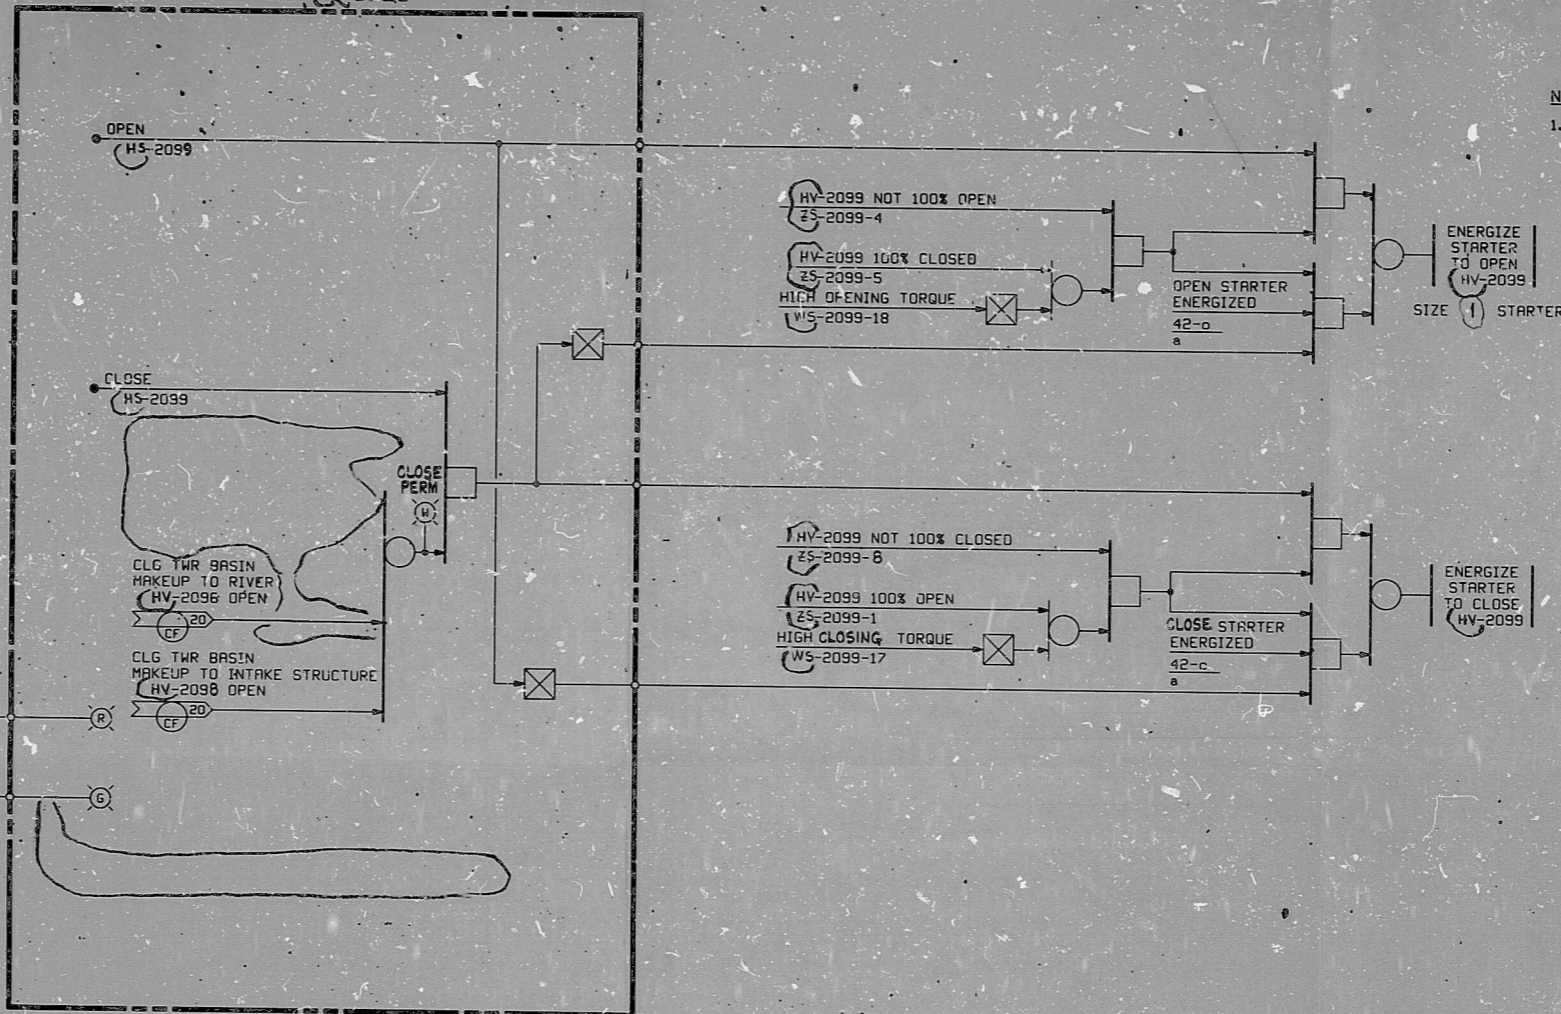 OPEN
HS-2099
CLOSE
HS-2099
CLOSE
PERM
W
CLG TWR BASIN
MAKEUP TO RIVER
HV-2096 OPEN
20
CF
CLG TWR BASIN
MAKEUP TO INTAKE STRUCTURE
HV-2098 OPEN
20
CF
R
G
HV-2099 NOT 100% OPEN
ZS-2099-4
HV-2099 100% CLOSED
ZS-2099-5
HIGH OPENING TORQUE
WS-2099-18
OPEN STARTER
ENERGIZED
42-o
a
ENERGIZE
STARTER
TO OPEN
HV-2099
SIZE 1 STARTER
HV-2099 NOT 100% CLOSED
ZS-2099-8
HV-2099 100% OPEN
ZS-2099-1
HIGH CLOSING TORQUE
WS-2099-17
CLOSE STARTER
ENERGIZED
42-c
a
ENERGIZE
STARTER
TO CLOSE
HV-2099
N
1.